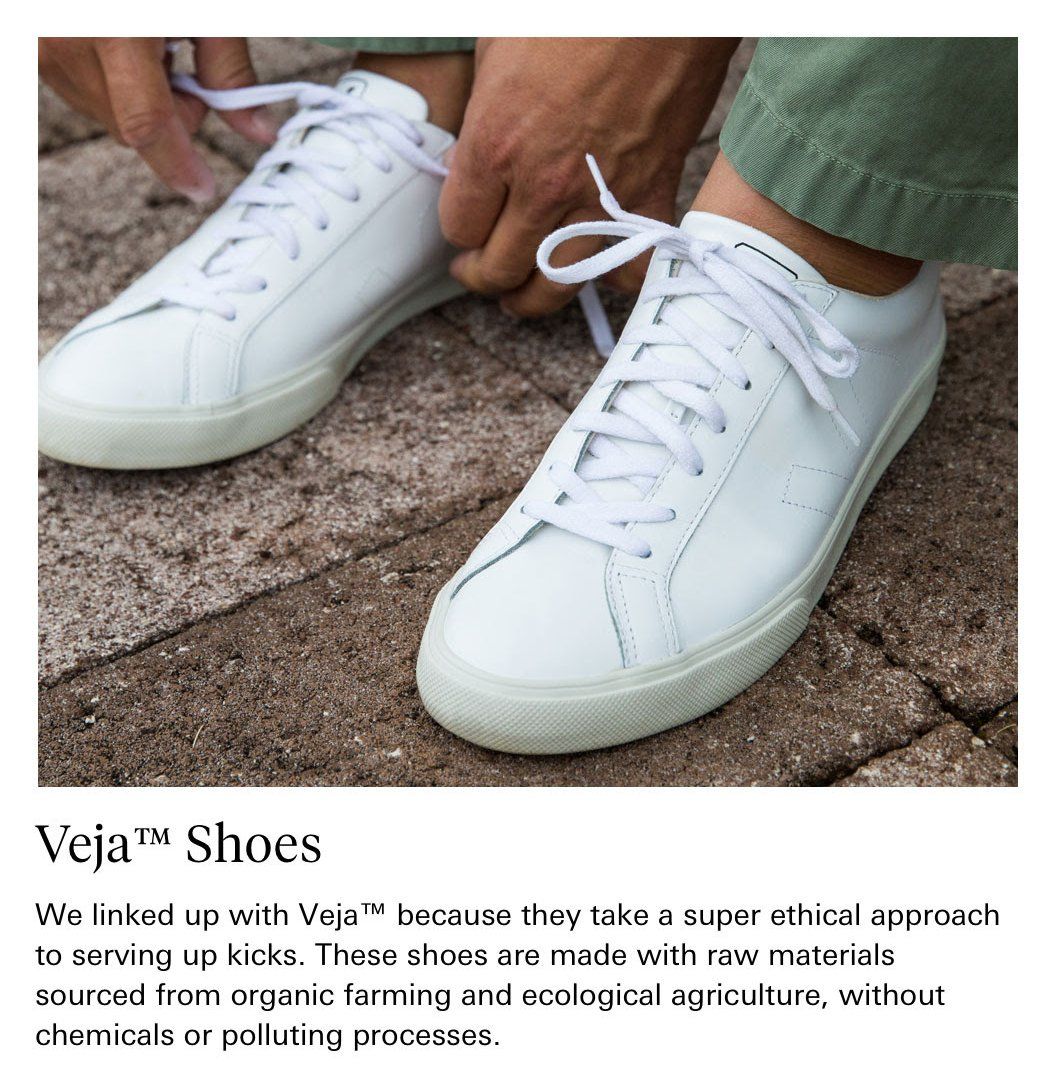 Veja™ Shoes
We linked up with Veja™ because they take a super ethical approach
to serving up kicks. These shoes are made with raw materials
sourced from organic farming and ecological agriculture, without
chemicals or polluting processes.